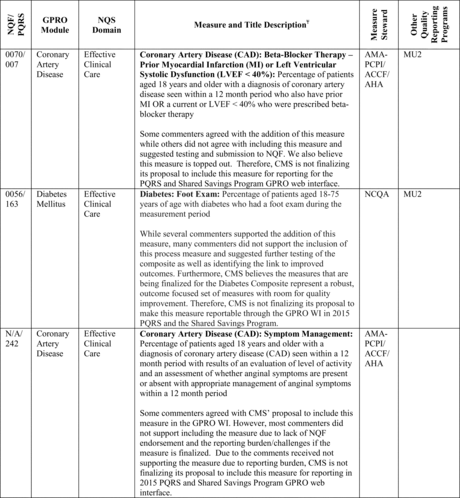 NQF/
PQRS
GPRO
Module
NQS
Domain
Measure and Title Description†
Measure
Steward
Other
Quality
Reporting
Programs
0070/
007
Coronary
Artery
Disease
Effective
Clinical
Care
Coronary Artery Disease (CAD): Beta-Blocker Therapy –
Prior Myocardial Infarction (MI) or Left Ventricular
Systolic Dysfunction (LVEF < 40%): Percentage of patients
aged 18 years and older with a diagnosis of coronary artery
disease seen within a 12 month period who also have prior
MI OR a current or LVEF < 40% who were prescribed beta-
blocker therapy
Some commenters agreed with the addition of this measure
while others did not agree with including this measure and
suggested testing and submission to NQF. We also believe
this measure is topped out. Therefore, CMS is not finalizing
its proposal to include this measure for reporting for the
PQRS and Shared Savings Program GPRO web interface.
AMA-
PCPI/
ACCF/
AHA
MU2
0056/
163
Diabetes
Mellitus
Effective
Clinical
Care
Diabetes: Foot Exam: Percentage of patients aged 18-75
years of age with diabetes who had a foot exam during the
measurement period
While several commenters supported the addition of this
measure, many commenters did not support the inclusion of
this process measure and suggested further testing of the
composite as well as identifying the link to improved
outcomes. Furthermore, CMS believes the measures that are
being finalized for the Diabetes Composite represent a robust,
outcome focused set of measures with room for quality
improvement. Therefore, CMS is not finalizing its proposal to
make this measure reportable through the GPRO WI in 2015
PQRS and the Shared Savings Program.
NCQA
MU2
N/A/
242
Coronary
Artery
Disease
Effective
Clinical
Care
Coronary Artery Disease (CAD): Symptom Management:
Percentage of patients aged 18 years and older with a
diagnosis of coronary artery disease (CAD) seen within a 12
month period with results of an evaluation of level of activity
and an assessment of whether anginal symptoms are present
or absent with appropriate management of anginal symptoms
within a 12 month period
Some commenters agreed with CMS' proposal to include this
measure in the GPRO WI. However, most commenters did
not support including the measure due to lack of NQF
endorsement and the reporting burden/challenges if the
measure is finalized. Due to the comments received not
supporting the measure due to reporting burden, CMS is not
finalizing its proposal to include this measure for reporting in
2015 PQRS and Shared Savings Program GPRO web
interface.
AMA-
PCPI/
ACCF/
AHA